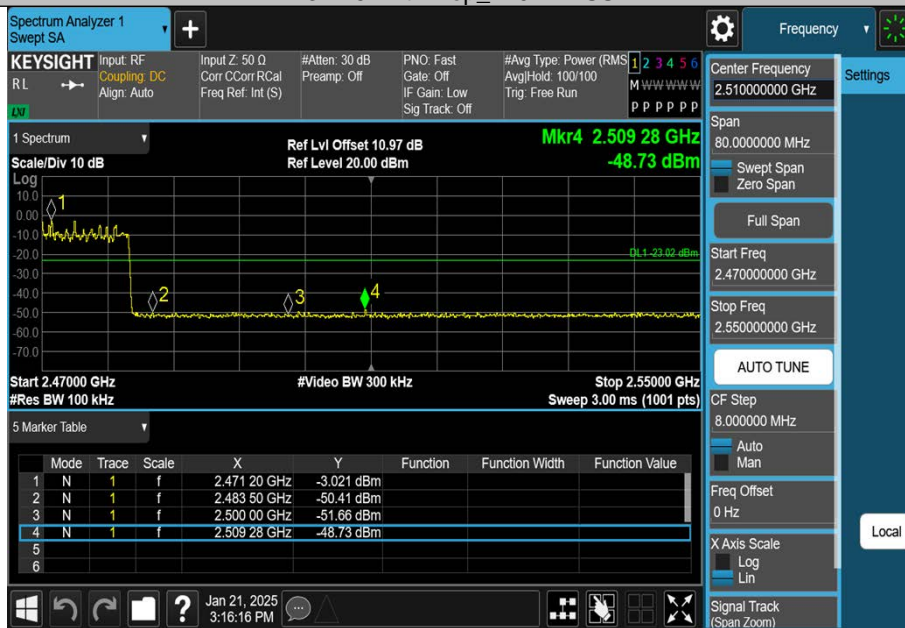 Spectrum Analyzer 1
Swept SA
Frequency
KEYSIGHT
RL
LXI
Input: RF
Coupling: DC
Align: Auto
Input Z: 50 Ω
Corr CCorr RCal
Freq Ref: Int (S)
#Atten: 30 dB
Preamp: Off
PNO: Fast
Gate: Off
IF Gain: Low
Sig Track: Off
#Avg Type: Power (RMS
Avg|Hold: 100/100
Trig: Free Run
1 2 3 4 5 6
M W W W W W
P P P P P P
Center Frequency
2.510000000 GHz
Settings
1 Spectrum
Scale/Div 10 dB
Ref Lvl Offset 10.97 dB
Ref Level 20.00 dBm
Mkr4 2.509 28 GHz
-48.73 dBm
Log
10.0
0.00
-10.0
-20.0
-30.0
-40.0
-50.0
-60.0
-70.0
1
2
3
4
DL1 -23.02 dBm
Start 2.47000 GHz
#Res BW 100 kHz
#Video BW 300 kHz
Stop 2.55000 GHz
Sweep 3.00 ms (1001 pts)
Span
80.0000000 MHz
Swept Span
Zero Span
Full Span
Start Freq
2.470000000 GHz
Stop Freq
2.550000000 GHz
AUTO TUNE
CF Step
8.000000 MHz
Auto
Man
Freq Offset
0 Hz
X Axis Scale
Log
Lin
Signal Track
(Span Zoom)
Local
5 Marker Table
Mode Trace Scale X Y Function Function Width Function Value
1 N 1 f 2.471 20 GHz -3.021 dBm
2 N 1 f 2.483 50 GHz -50.41 dBm
3 N 1 f 2.500 00 GHz -51.66 dBm
4 N 1 f 2.509 28 GHz -48.73 dBm
5
6
Jan 21, 2025
3:16:16 PM